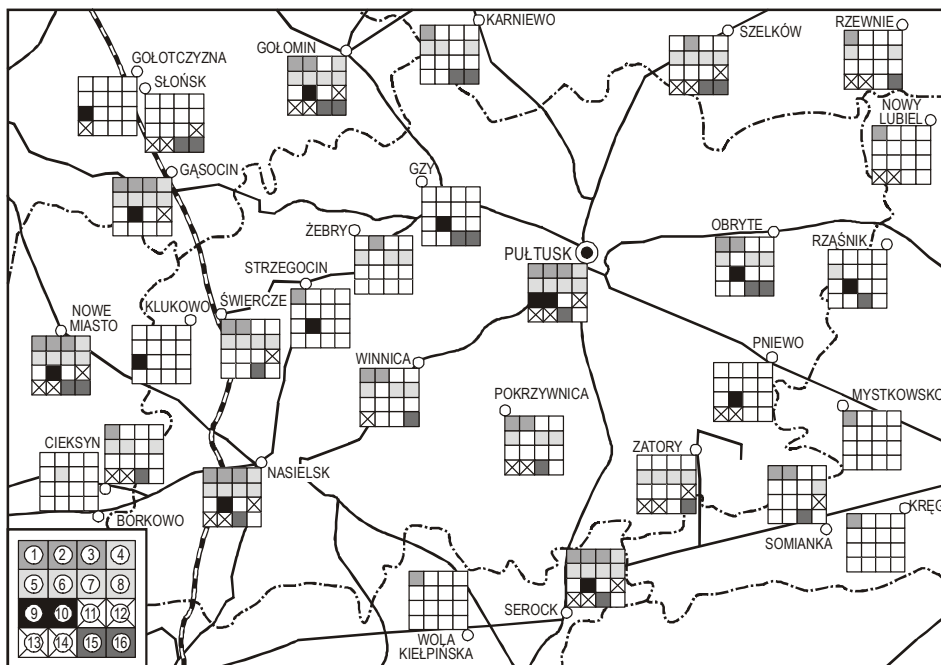 KARNIEWO
SZELKÓW
RZEWNIE
GOŁOMIN
GOŁOTCZYZNA
SŁOŃSK
NOWY
LUBIEL
GĄSOCIN
GZY
ŻEBRY
OBRYTE
PUŁTUSK
RZĄŚNIK
STRZEGOCIN
KLUKOWO
ŚWIERCZE
NOWE
MIASTO
WINNICA
PNIEWO
POKRZYWNICA
MYSTKOWSKO
CIEKSYN
ZATORY
NASIELSK
BORKOWO
KRĘG
SOMIANKA
SEROCK
WOLA
KIEŁPIŃSKA
1 2 3 4
5 6 7 8
9 10 11 12
13 14 15 16